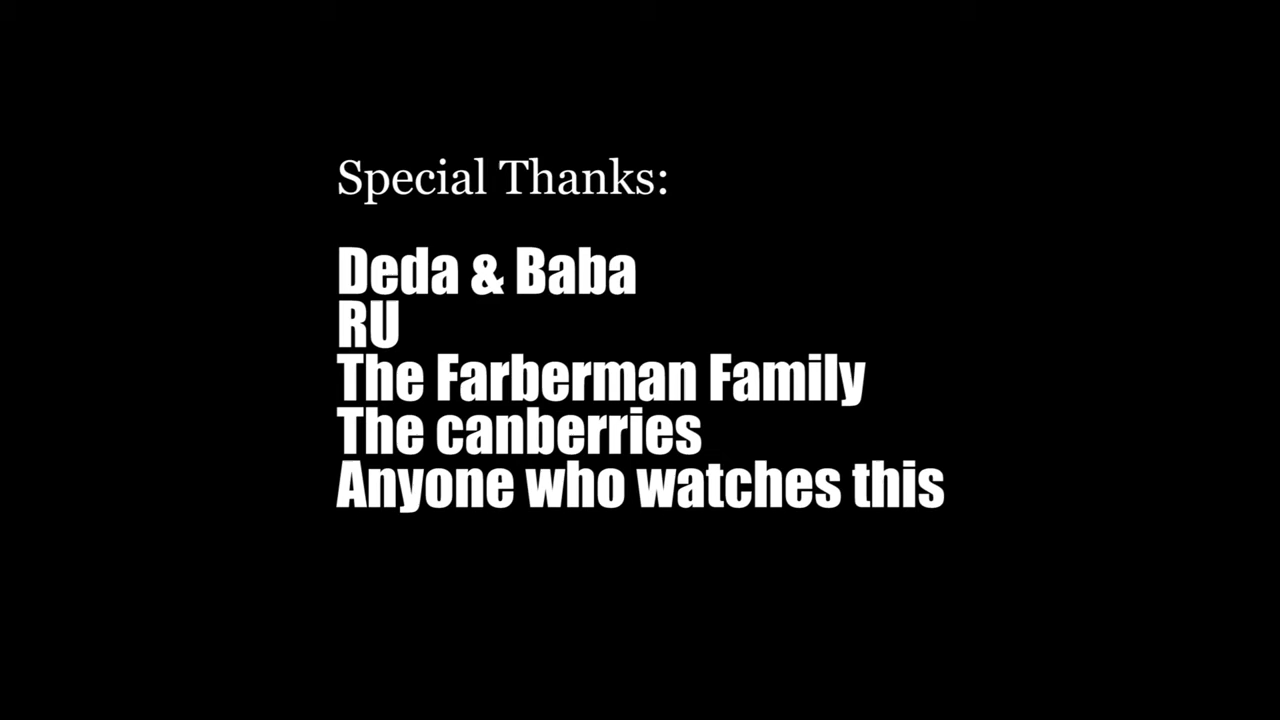 Special Thanks:
Deda & Baba
RU
The Farberman Family
The canberries
Anyone who watches this